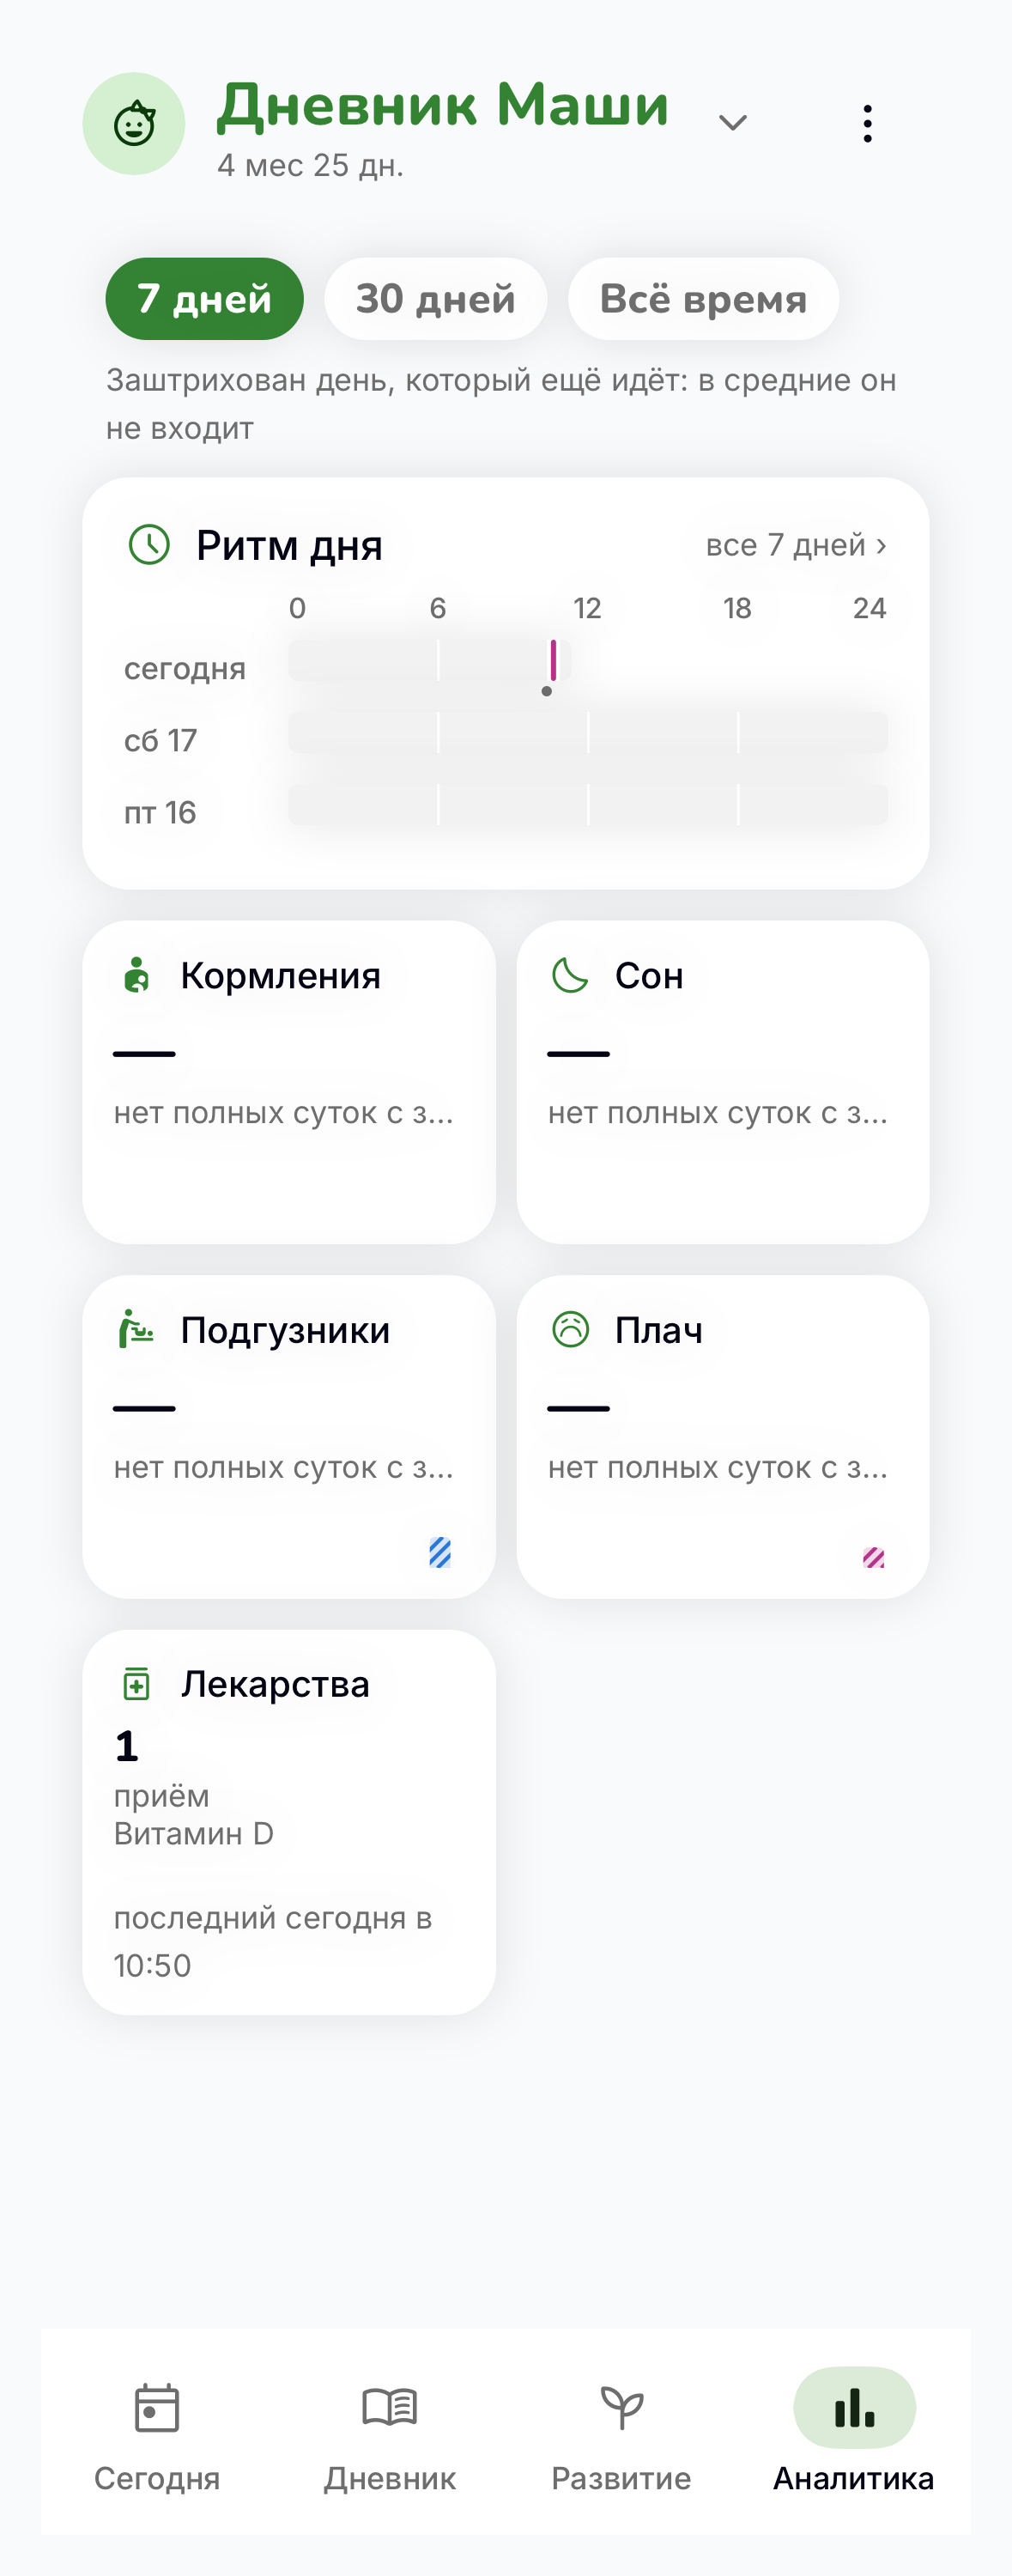 Дневник Маши
4 мес 25 дн.
7 дней
30 дней
Всё время
Заштрихован день, который ещё идёт: в средние он
не входит
Ритм дня
все 7 дней ›
0 6 12 18 24
сегодня
сб 17
пт 16
Кормления
—
нет полных суток с з...
Сон
—
нет полных суток с з...
Подгузники
—
нет полных суток с з...
Плач
—
нет полных суток с з...
Лекарства
1
приём
Витамин D
последний сегодня в
10:50
Сегодня
Дневник
Развитие
Аналитика